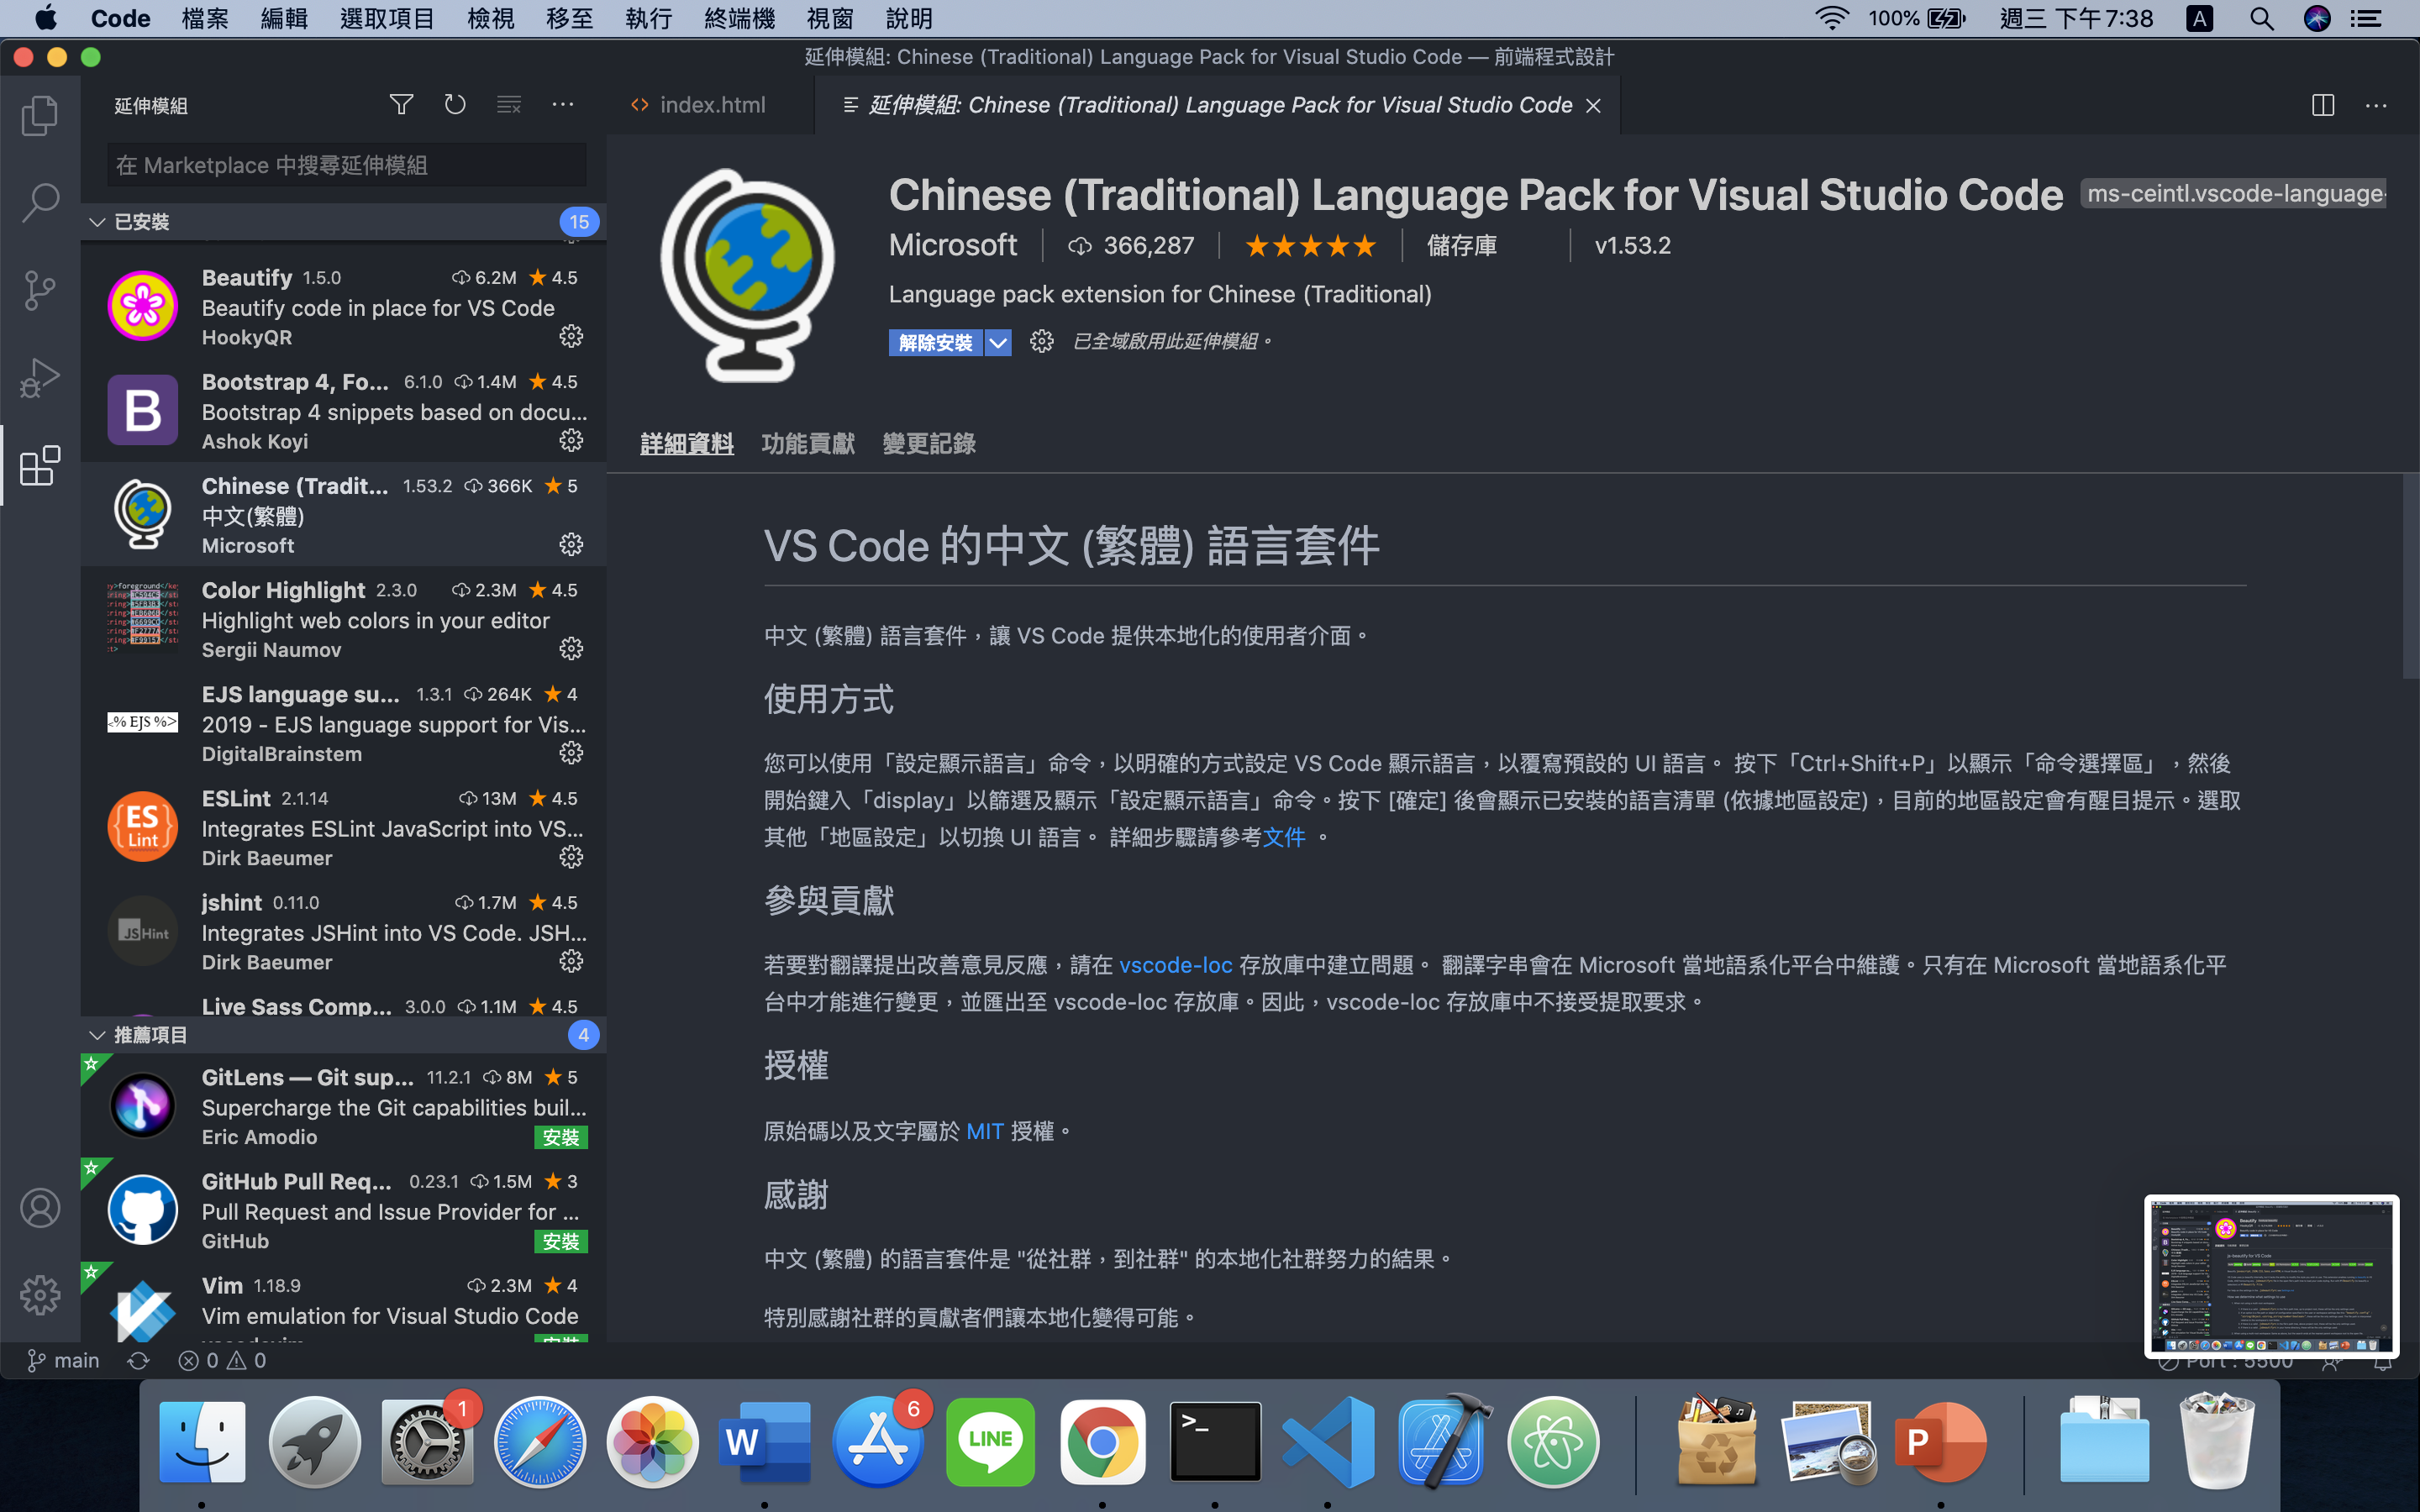 Code 檔案 編輯 選取項目 檢視 移至 執行 終端機 視窗 說明 100% 週三 下午7:38 A
延伸模組: Chinese (Traditional) Language Pack for Visual Studio Code — 前端程式設計
延伸模組
在 Marketplace 中搜尋延伸模組
已安裝 15
Beautify 1.5.0 6.2M 4.5
Beautify code in place for VS Code
HookyQR
B
Bootstrap 4, Fo... 6.1.0 1.4M 4.5
Bootstrap 4 snippets based on docu...
Ashok Koyi
Chinese (Tradit... 1.53.2 366K 5
中文(繁體)
Microsoft
Color Highlight 2.3.0 2.3M 4.5
Highlight web colors in your editor
Sergii Naumov
<% EJS %>
EJS language su... 1.3.1 264K 4
2019 - EJS language support for Vis...
DigitalBrainstem
{ES}
Lint
ESLint 2.1.14 13M 4.5
Integrates ESLint JavaScript into VS...
Dirk Baeumer
JSHint
jshint 0.11.0 1.7M 4.5
Integrates JSHint into VS Code. JSH...
Dirk Baeumer
Live Sass Comp... 3.0.0 1.1M 4.5
推薦項目 4
GitLens — Git sup... 11.2.1 8M 5
Supercharge the Git capabilities buil...
Eric Amodio 安裝
GitHub Pull Req... 0.23.1 1.5M 3
Pull Request and Issue Provider for ...
GitHub 安裝
Vim 1.18.9 2.3M 4
Vim emulation for Visual Studio Code
index.html
延伸模組: Chinese (Traditional) Language Pack for Visual Studio Code
Chinese (Traditional) Language Pack for Visual Studio Code ms-ceintl.vscode-language-
Microsoft 366,287 儲存庫 v1.53.2
Language pack extension for Chinese (Traditional)
解除安裝 已全域啟用此延伸模組。
詳細資料 功能貢獻 變更記錄
VS Code 的中文 (繁體) 語言套件
中文 (繁體) 語言套件，讓 VS Code 提供本地化的使用者介面。
使用方式
您可以使用「設定顯示語言」命令，以明確的方式設定 VS Code 顯示語言，以覆寫預設的 UI 語言。 按下「Ctrl+Shift+P」以顯示「命令選擇區」，然後
開始鍵入「display」以篩選及顯示「設定顯示語言」命令。按下 [確定] 後會顯示已安裝的語言清單 (依據地區設定)，目前的地區設定會有醒目提示。選取
其他「地區設定」以切換 UI 語言。 詳細步驟請參考文件 。
參與貢獻
若要對翻譯提出改善意見反應，請在 vscode-loc 存放庫中建立問題。 翻譯字串會在 Microsoft 當地語系化平台中維護。只有在 Microsoft 當地語系化平
台中才能進行變更，並匯出至 vscode-loc 存放庫。因此，vscode-loc 存放庫中不接受提取要求。
授權
原始碼以及文字屬於 MIT 授權。
感謝
中文 (繁體) 的語言套件是 "從社群，到社群" 的本地化社群努力的結果。
特別感謝社群的貢獻者們讓本地化變得可能。
main 0 0 Port : 5500
1 W 6 LINE >_ P